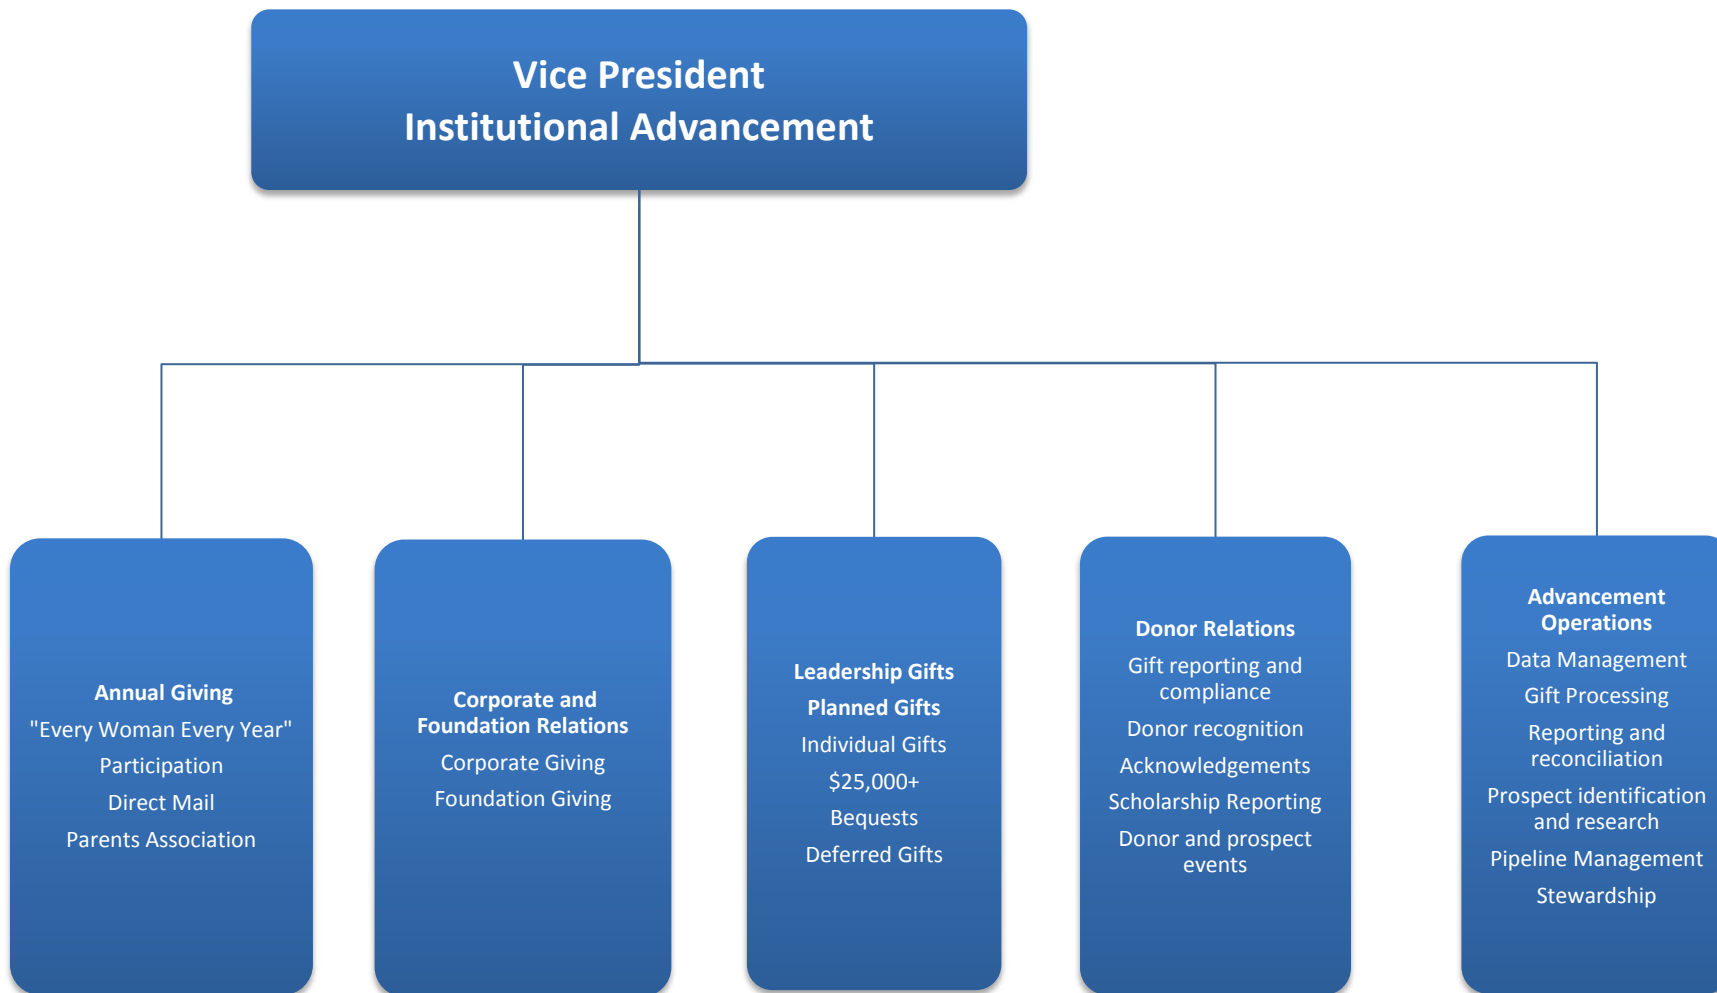 Vice President
Institutional Advancement
Annual Giving
"Every Woman Every Year"
Participation
Direct Mail
Parents Association
Corporate and
Foundation Relations
Corporate Giving
Foundation Giving
Leadership Gifts
Planned Gifts
Individual Gifts
$25,000+
Bequests
Deferred Gifts
Donor Relations
Gift reporting and
compliance
Donor recognition
Acknowledgements
Scholarship Reporting
Donor and prospect
events
Advancement
Operations
Data Management
Gift Processing
Reporting and
reconciliation
Prospect identification
and research
Pipeline Management
Stewardship